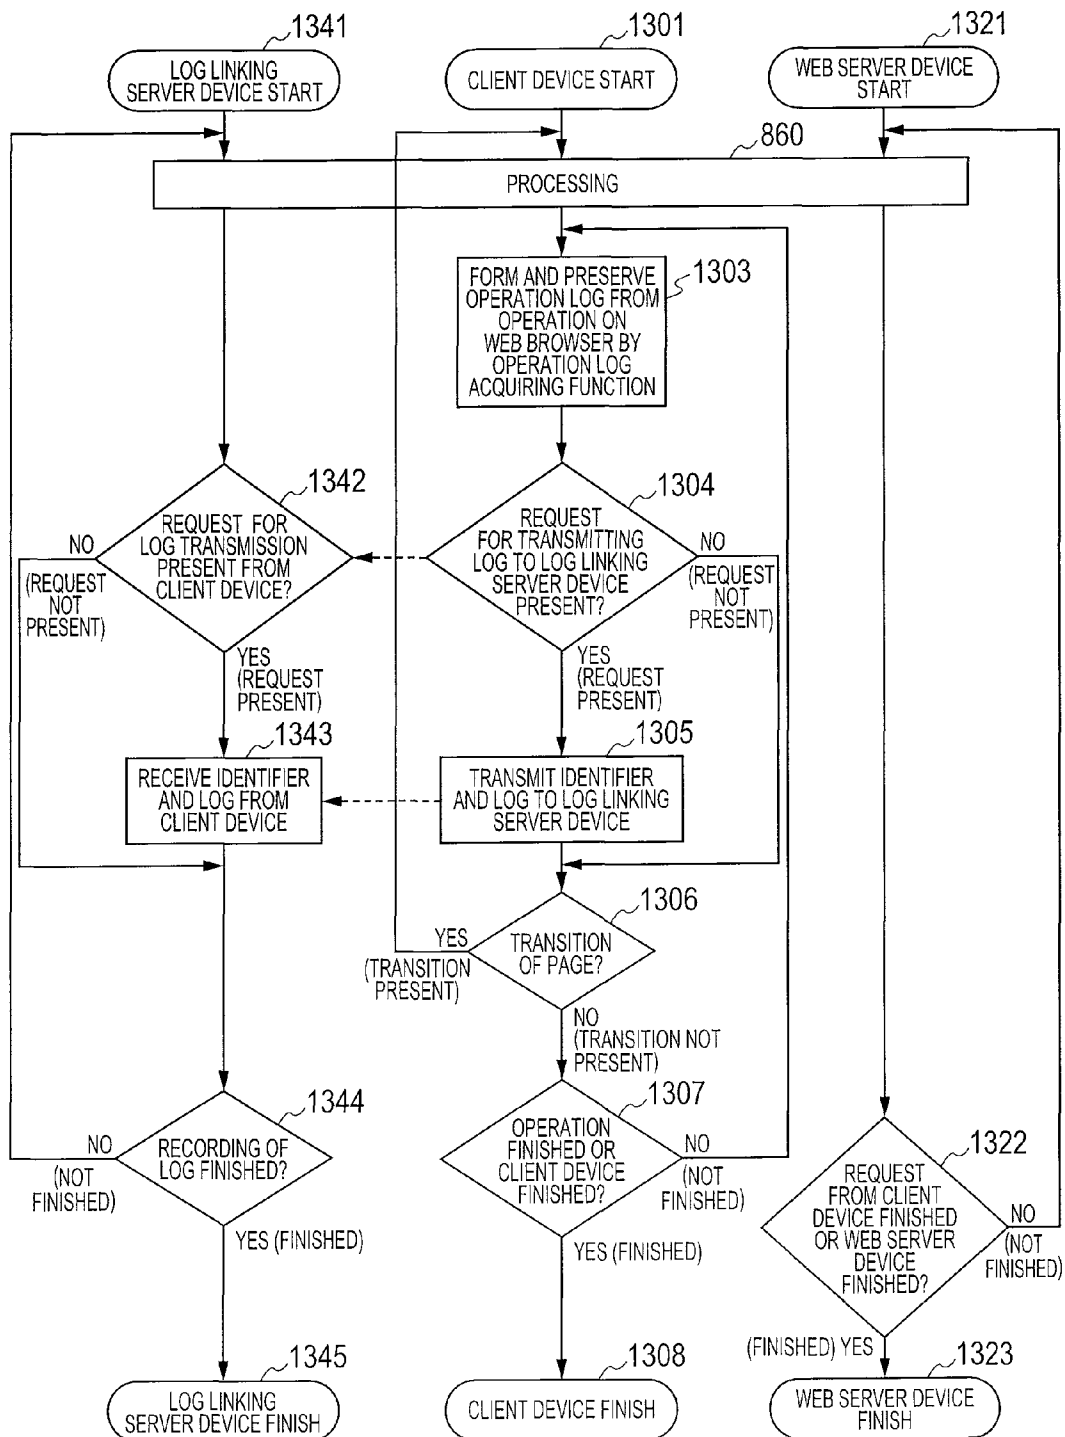 1341
1301
1321
LOG LINKING
SERVER DEVICE START
CLIENT DEVICE START
WEB SERVER DEVICE
START
860
PROCESSING
1303
FORM AND PRESERVE
OPERATION LOG FROM
OPERATION ON
WEB BROWSER BY
OPERATION LOG
ACQUIRING FUNCTION
1342
REQUEST FOR
LOG TRANSMISSION
PRESENT FROM
CLIENT DEVICE?
NO
(REQUEST
NOT
PRESENT)
YES
(REQUEST
PRESENT)
1304
REQUEST
FOR TRANSMITTING
LOG TO LOG LINKING
SERVER DEVICE
PRESENT?
NO
(REQUEST
NOT
PRESENT)
YES
(REQUEST
PRESENT)
1343
RECEIVE IDENTIFIER
AND LOG FROM
CLIENT DEVICE
1305
TRANSMIT IDENTIFIER
AND LOG TO LOG LINKING
SERVER DEVICE
1306
TRANSITION
OF PAGE?
YES
(TRANSITION
PRESENT)
NO
(TRANSITION NOT
PRESENT)
1344
RECORDING OF
LOG FINISHED?
NO
(NOT
FINISHED)
YES (FINISHED)
1307
OPERATION
FINISHED OR
CLIENT DEVICE
FINISHED?
NO
(NOT
FINISHED)
YES (FINISHED)
1322
REQUEST
FROM CLIENT
DEVICE FINISHED
OR WEB SERVER
DEVICE
FINISHED?
NO
(NOT
FINISHED)
(FINISHED) YES
1345
LOG LINKING
SERVER DEVICE FINISH
1308
CLIENT DEVICE FINISH
1323
WEB SERVER DEVICE
FINISH